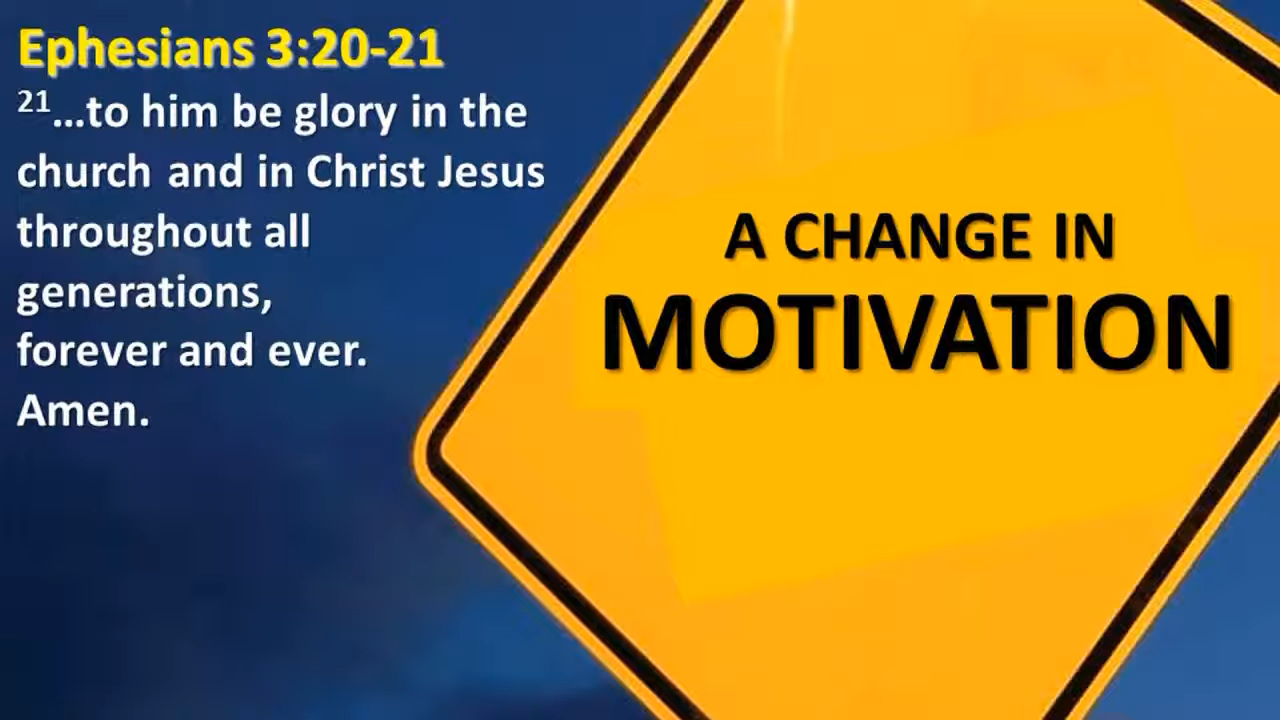 Ephesians 3:20-21
21...to him be glory in the
church and in Christ Jesus
throughout all
generations,
forever and ever.
Amen.
A CHANGE IN
MOTIVATION